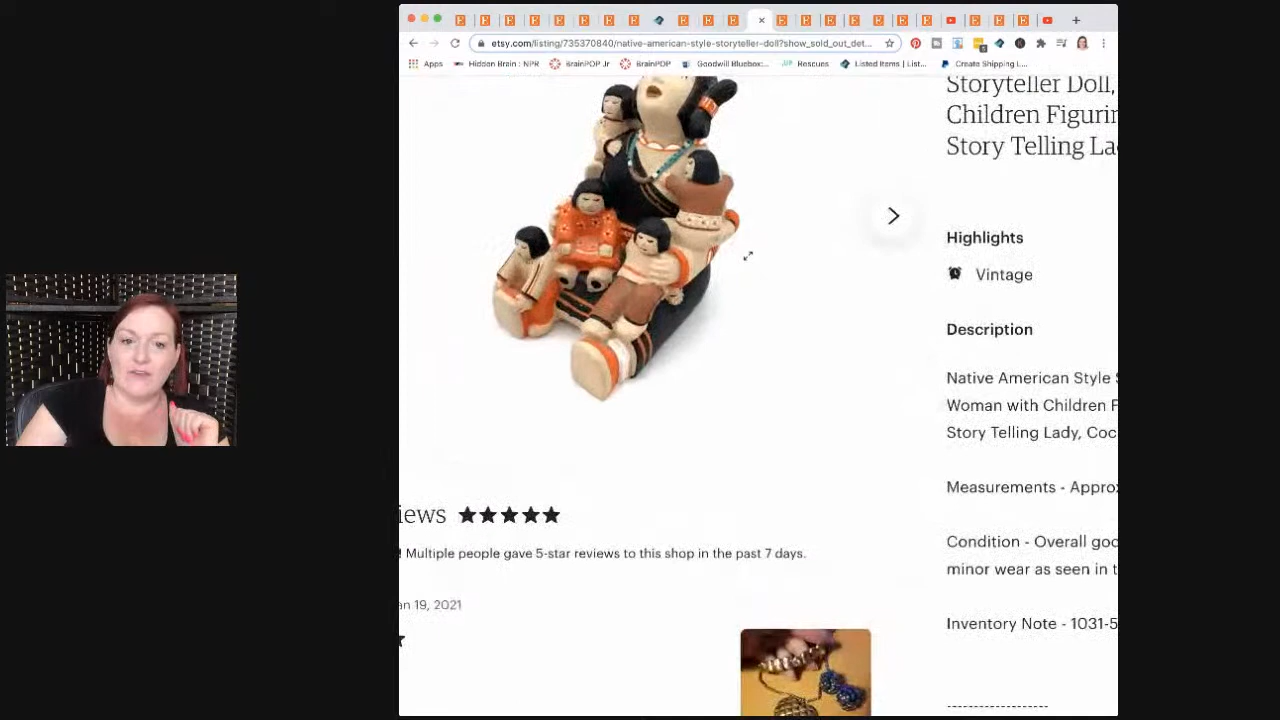 etsy.com/listing/735370840/native-american-style-storyteller-doll?show_sold_out_det...
Apps Hidden Brain : NPR BrainPOP Jr BrainPOP Goodwill Bluebox:... Rescues Listed Items | List... Create Shipping L...
Storyteller Doll,
Children Figurin
Story Telling La
Highlights
Vintage
Description
Native American Style S
Woman with Children F
Story Telling Lady, Coc
Measurements - Approx
Condition - Overall goo
minor wear as seen in t
Inventory Note - 1031-5
------------------
iews ★★★★★
! Multiple people gave 5-star reviews to this shop in the past 7 days.
an 19, 2021